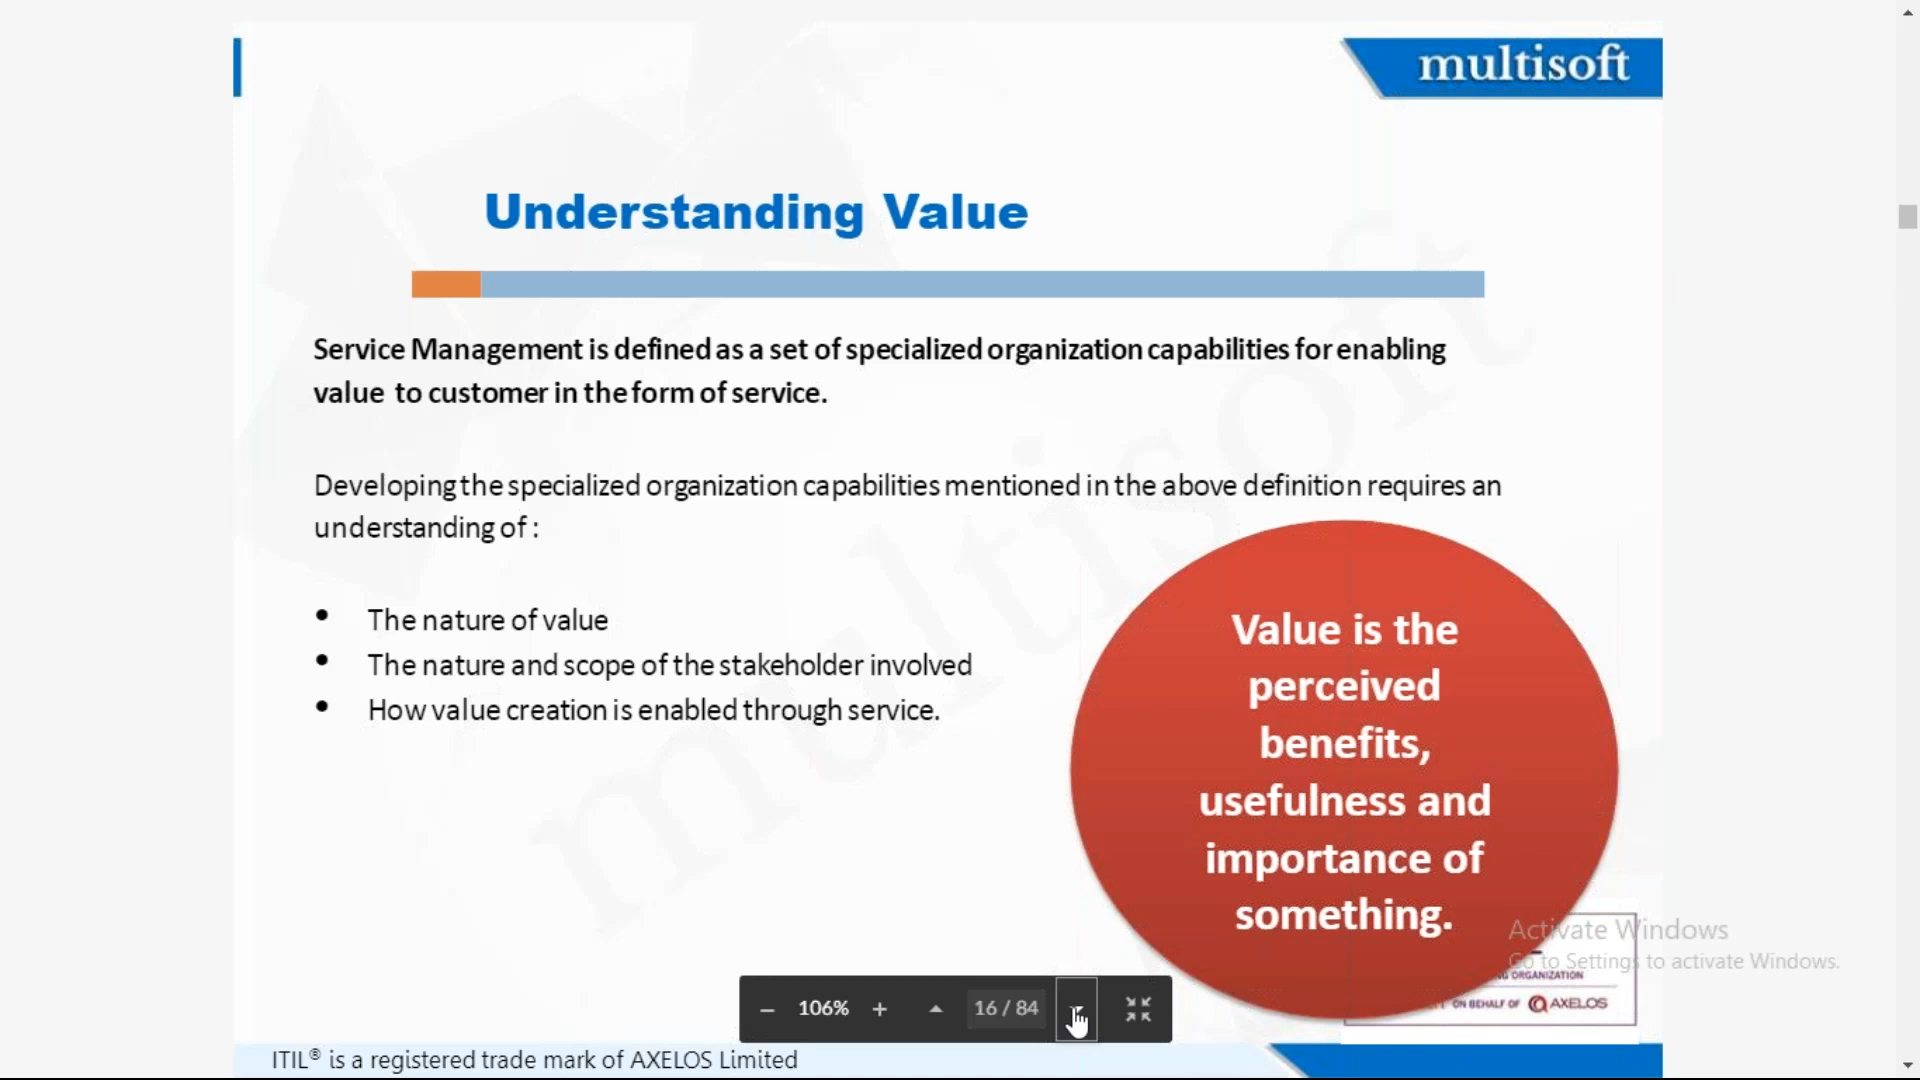 multisoft
Understanding Value
Service Management is defined as a set of specialized organization capabilities for enabling
value to customer in the form of service.
Developing the specialized organization capabilities mentioned in the above definition requires an
understanding of :
• The nature of value
• The nature and scope of the stakeholder involved
• How value creation is enabled through service.
Value is the
perceived
benefits,
usefulness and
importance of
something.
multisoft
Activate Windows
Go to Settings to activate Windows.
ORGANIZATION
ON BEHALF OF AXELOS
106%
16 / 84
ITIL® is a registered trade mark of AXELOS Limited